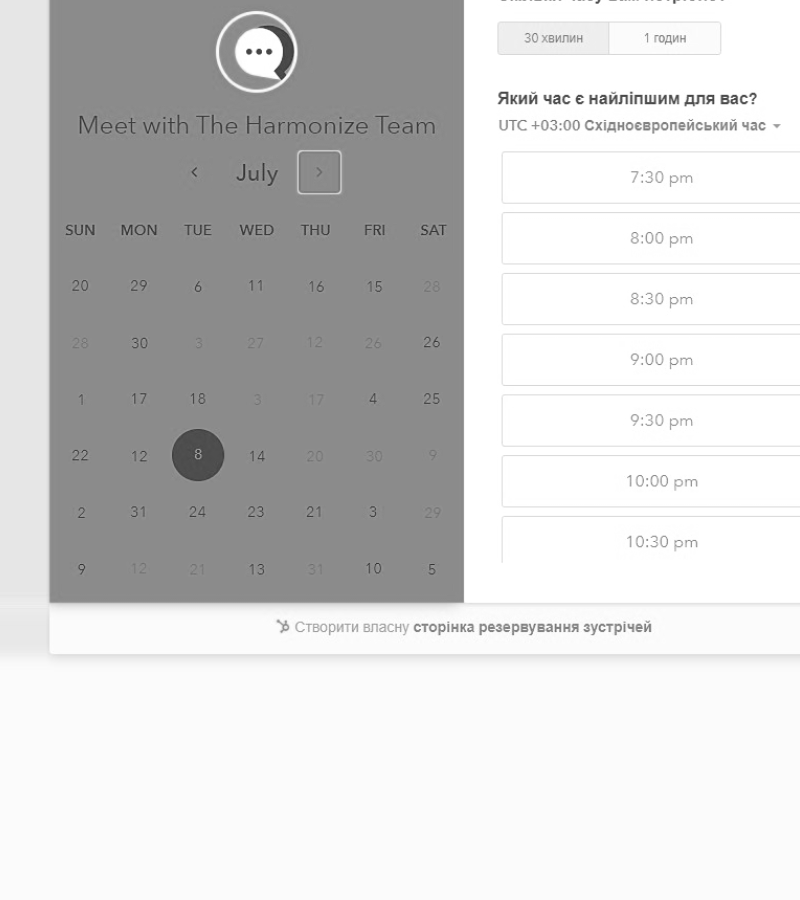 30 хвилин
1 годин
Meet with The Harmonize Team
Який час є найліпшим для вас?
UTC +03:00 Східноєвропейський час
July
SUN MON TUE WED THU FRI SAT
20 29 6 11 16 15 28
28 30 3 27 12 26 26
1 17 18 3 17 4 25
22 12 8 14 20 30 9
2 31 24 23 21 3 29
9 12 21 13 31 10 5
7:30 pm
8:00 pm
8:30 pm
9:00 pm
9:30 pm
10:00 pm
10:30 pm
Створити власну сторінка резервування зустрічей